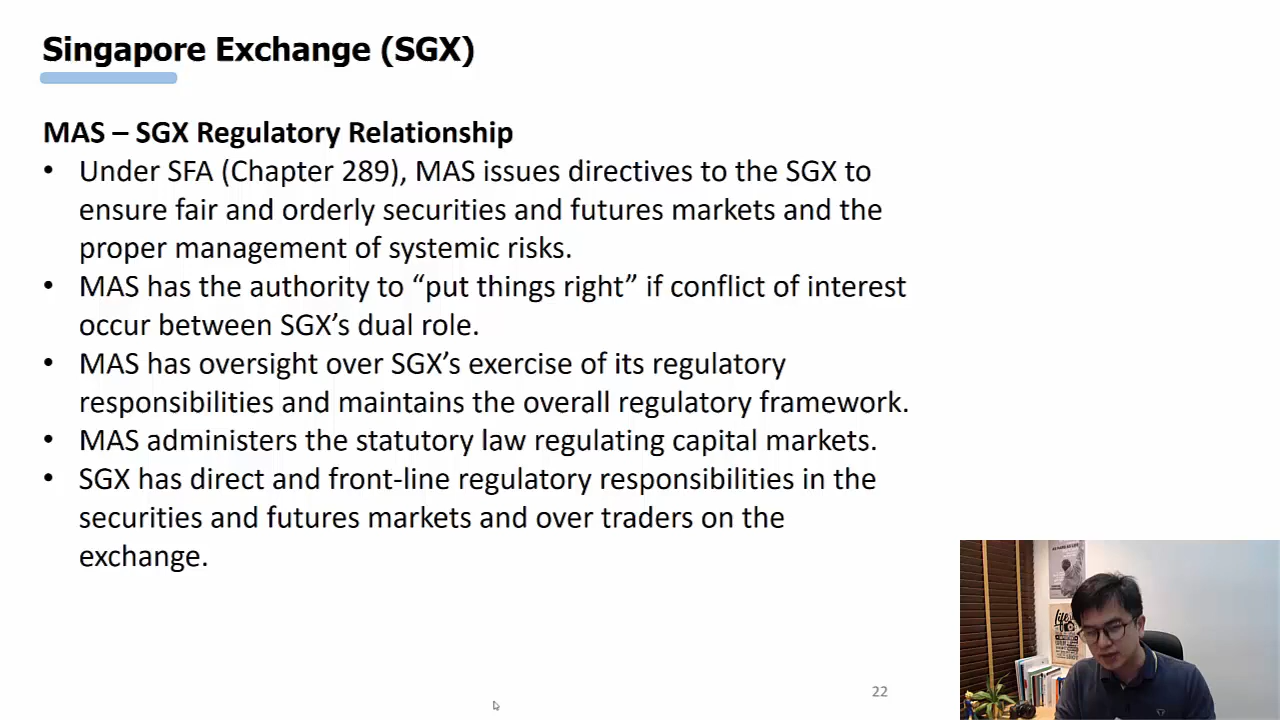 Singapore Exchange (SGX)
MAS – SGX Regulatory Relationship
• Under SFA (Chapter 289), MAS issues directives to the SGX to
ensure fair and orderly securities and futures markets and the
proper management of systemic risks.
• MAS has the authority to “put things right” if conflict of interest
occur between SGX’s dual role.
• MAS has oversight over SGX’s exercise of its regulatory
responsibilities and maintains the overall regulatory framework.
• MAS administers the statutory law regulating capital markets.
• SGX has direct and front-line regulatory responsibilities in the
securities and futures markets and over traders on the
exchange.
Life
22